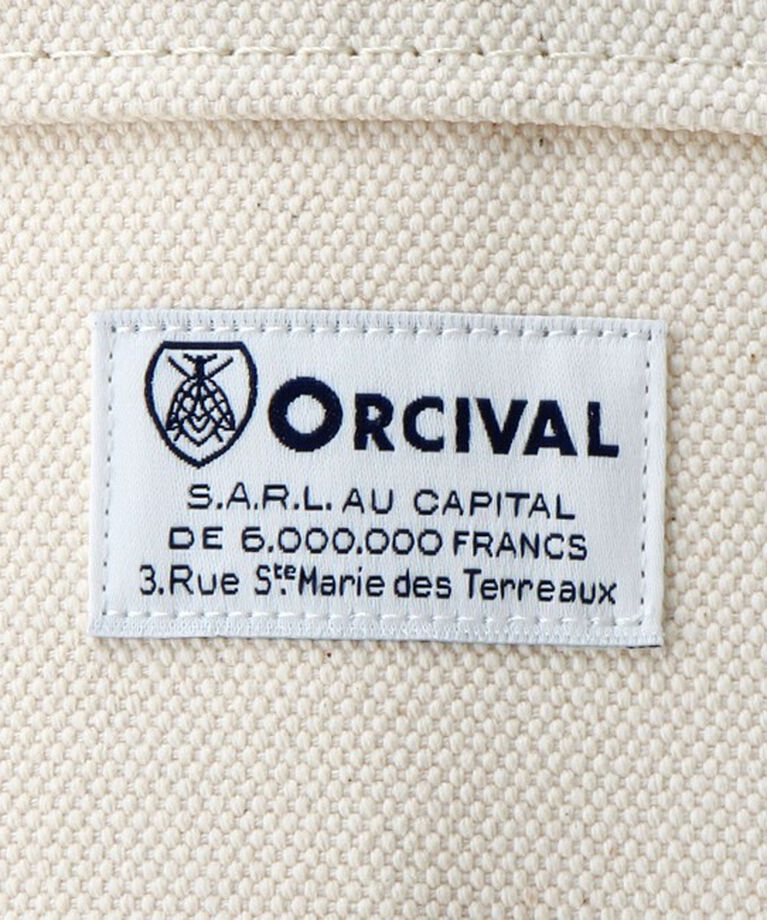 ORCIVAL
S.A.R.L. AU CAPITAL
DE 6.000.000 FRANCS
3.Rue Ste. Marie des Terreaux